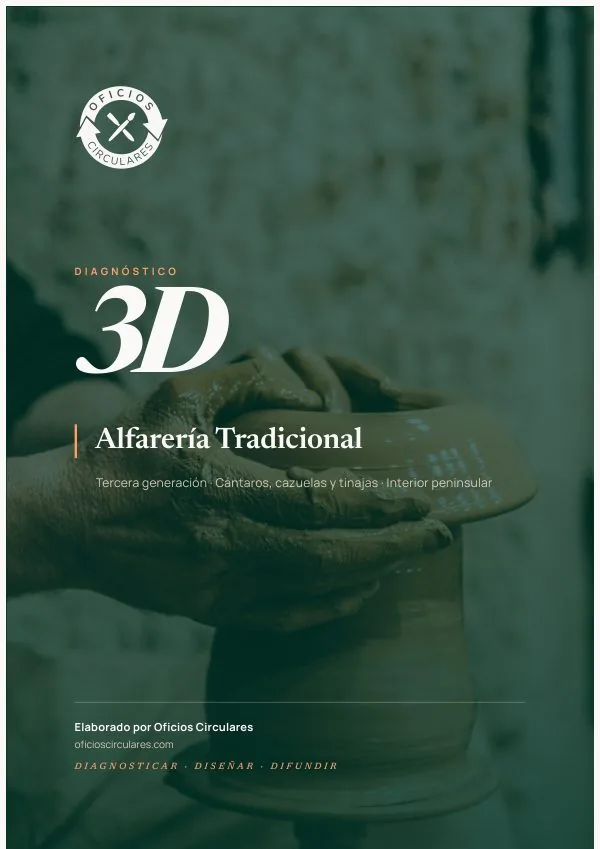 OFICIOS
CIRCULARES
DIAGNÓSTICO
3D
Alfarería Tradicional
Tercera generación · Cántaros, cazuelas y tinajas · Interior peninsular
Elaborado por Oficios Circulares
oficioscirculares.com
DIAGNOSTICAR · DISEÑAR · DIFUNDIR